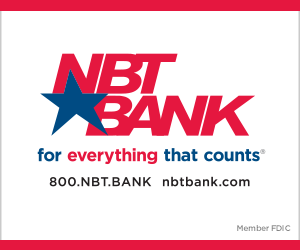 NBT
BANK
for everything that counts®
800.NBT.BANK nbtbank.com
Member FDIC